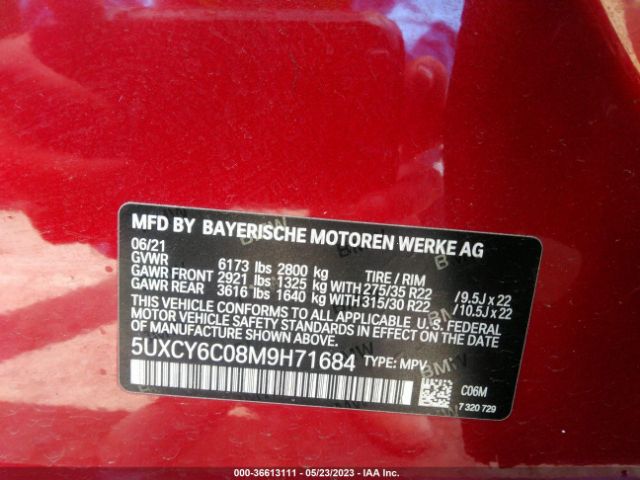 MFD BY BAYERISCHE MOTOREN WERKE AG
06/21
GVWR 6173 lbs 2800 kg TIRE / RIM
GAWR FRONT 2921 lbs 1325 kg WITH 275/35 R22 / 9.5J x 22
GAWR REAR 3616 lbs 1640 kg WITH 315/30 R22 / 10.5J x 22
THIS VEHICLE CONFORMS TO ALL APPLICABLE FEDERAL
MOTOR VEHICLE SAFETY STANDARDS IN EFFECT ON THE DATE
OF MANUFACTURE SHOWN ABOVE.
5UXCY6C08M9H71684 TYPE: MPV
C06M
7 320 729
000-36613111 - 05/23/2023 - IAA Inc.